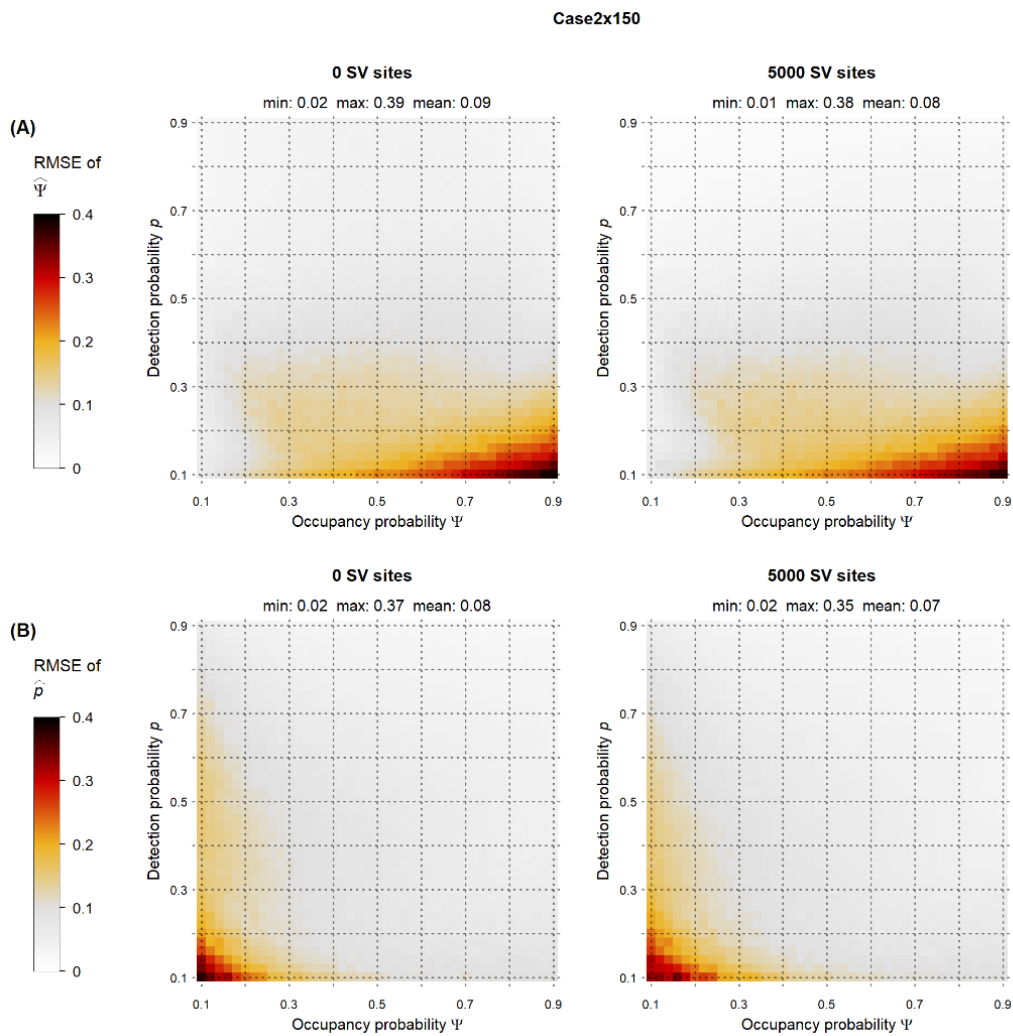 Case2x150
0 SV sites
min: 0.02 max: 0.39 mean: 0.09
5000 SV sites
min: 0.01 max: 0.38 mean: 0.08
(A)
RMSE of
Ψ̂
0.4
0.3
0.2
0.1
0
Detection probability p
0.9
0.7
0.5
0.3
0.1
0.1 0.3 0.5 0.7 0.9
Occupancy probability Ψ
Detection probability p
0.9
0.7
0.5
0.3
0.1
0.1 0.3 0.5 0.7 0.9
Occupancy probability Ψ
0 SV sites
min: 0.02 max: 0.37 mean: 0.08
5000 SV sites
min: 0.02 max: 0.35 mean: 0.07
(B)
RMSE of
p̂
0.4
0.3
0.2
0.1
0
Detection probability p
0.9
0.7
0.5
0.3
0.1
0.1 0.3 0.5 0.7 0.9
Occupancy probability Ψ
Detection probability p
0.9
0.7
0.5
0.3
0.1
0.1 0.3 0.5 0.7 0.9
Occupancy probability Ψ